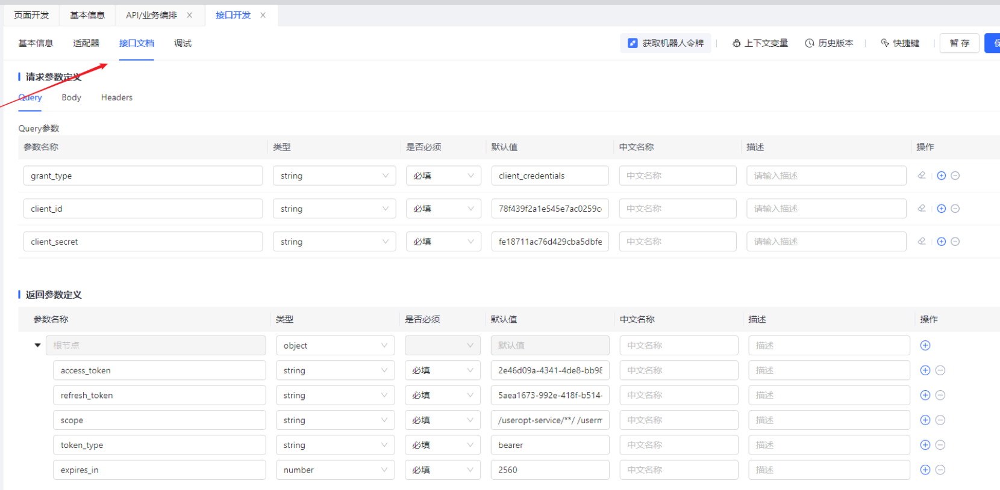 页面开发 基本信息 API/业务编排 × 接口开发 ×
基本信息 适配器 接口文档 调试 获取机器人令牌 上下文变量 历史版本 快捷键 暂 存
请求参数定义
Query Body Headers
Query参数
参数名称 类型 是否必须 默认值 中文名称 描述 操作
grant_type string 必填 client_credentials 中文名称 请输入描述
client_id string 必填 78f439f2a1e545e7ac0259c 中文名称 请输入描述
client_secret string 必填 fe18711ac76d429cba5dbfe 中文名称 请输入描述
返回参数定义
参数名称 类型 是否必须 默认值 中文名称 描述 操作
根节点 object 默认值 中文名称 描述
access_token string 必填 2e46d09a-4341-4de8-bb98 中文名称 描述
refresh_token string 必填 5aea1673-992e-418f-b514- 中文名称 描述
scope string 必填 /useropt-service/**/ /userm 中文名称 描述
token_type string 必填 bearer 中文名称 描述
expires_in number 必填 2560 中文名称 描述